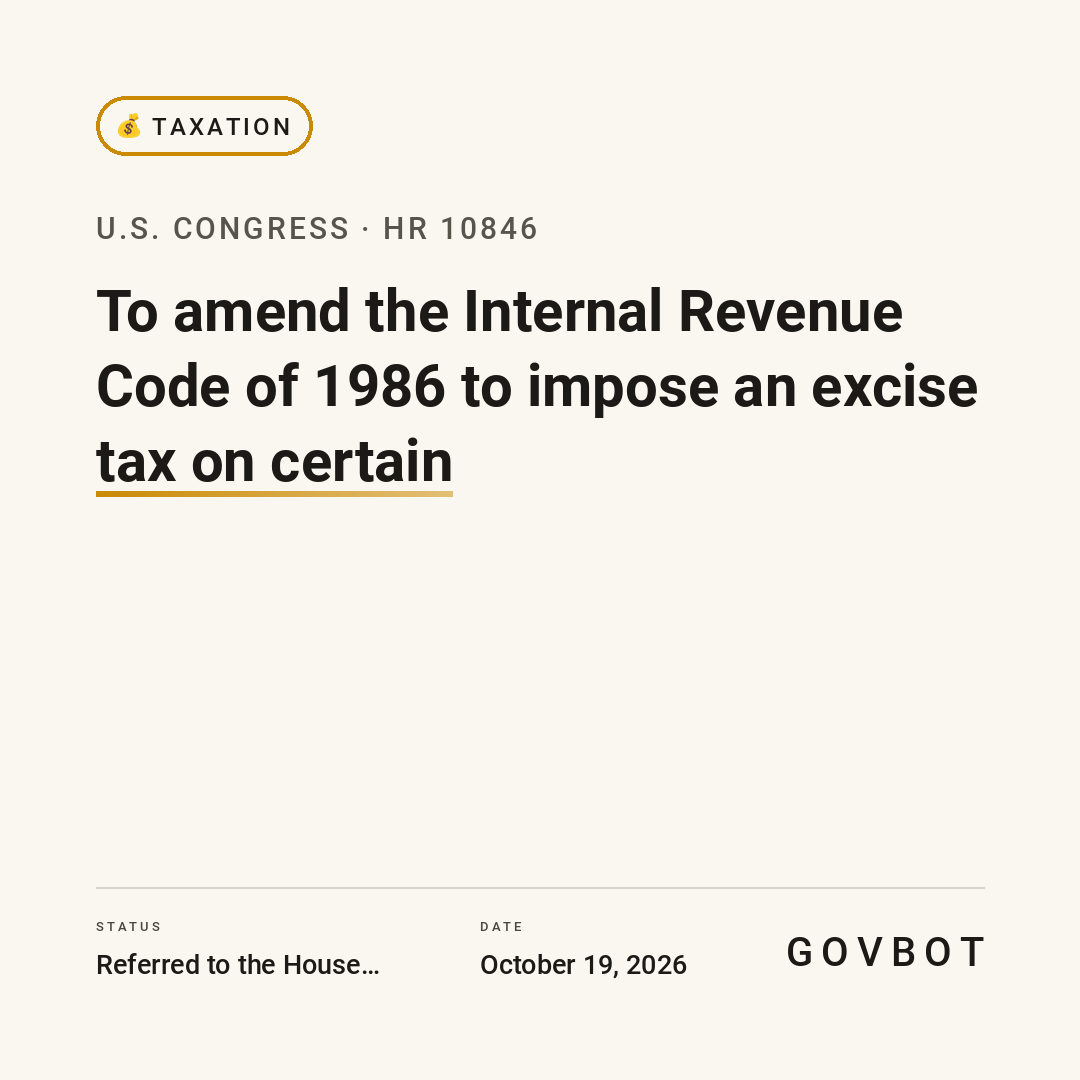 💰 TAXATION
U.S. CONGRESS · HR 10846
To amend the Internal Revenue
Code of 1986 to impose an excise
tax on certain
STATUS
Referred to the House…
DATE
October 19, 2026
GOVBOT